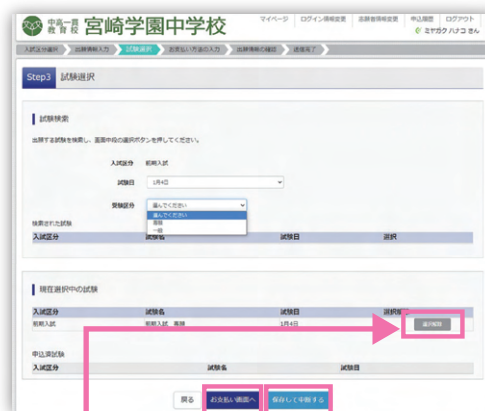 中高一貫教育校 宮崎学園中学校
マイページ ログイン情報変更 出願者情報変更 申込履歴 ログアウト
ミヤガク ハナコ さん
入試区分選択 出願情報入力 試験選択 お支払い方法の入力 出願情報の確認 送信完了
Step3 試験選択
試験検索
出願する試験を検索し、画面中段の選択ボタンを押してください。
入試区分 前期入試
試験日 1月4日
受験区分 選んでください
選んでください
専願
一般
検索された試験
入試区分 試験名 試験日 選択
現在選択中の試験
入試区分 試験名 試験日 選択解除
前期入試 前期入試 専願 1月4日 選択解除
申込済試験
入試区分 試験名 試験日
戻る お支払い画面へ 保存して中断する